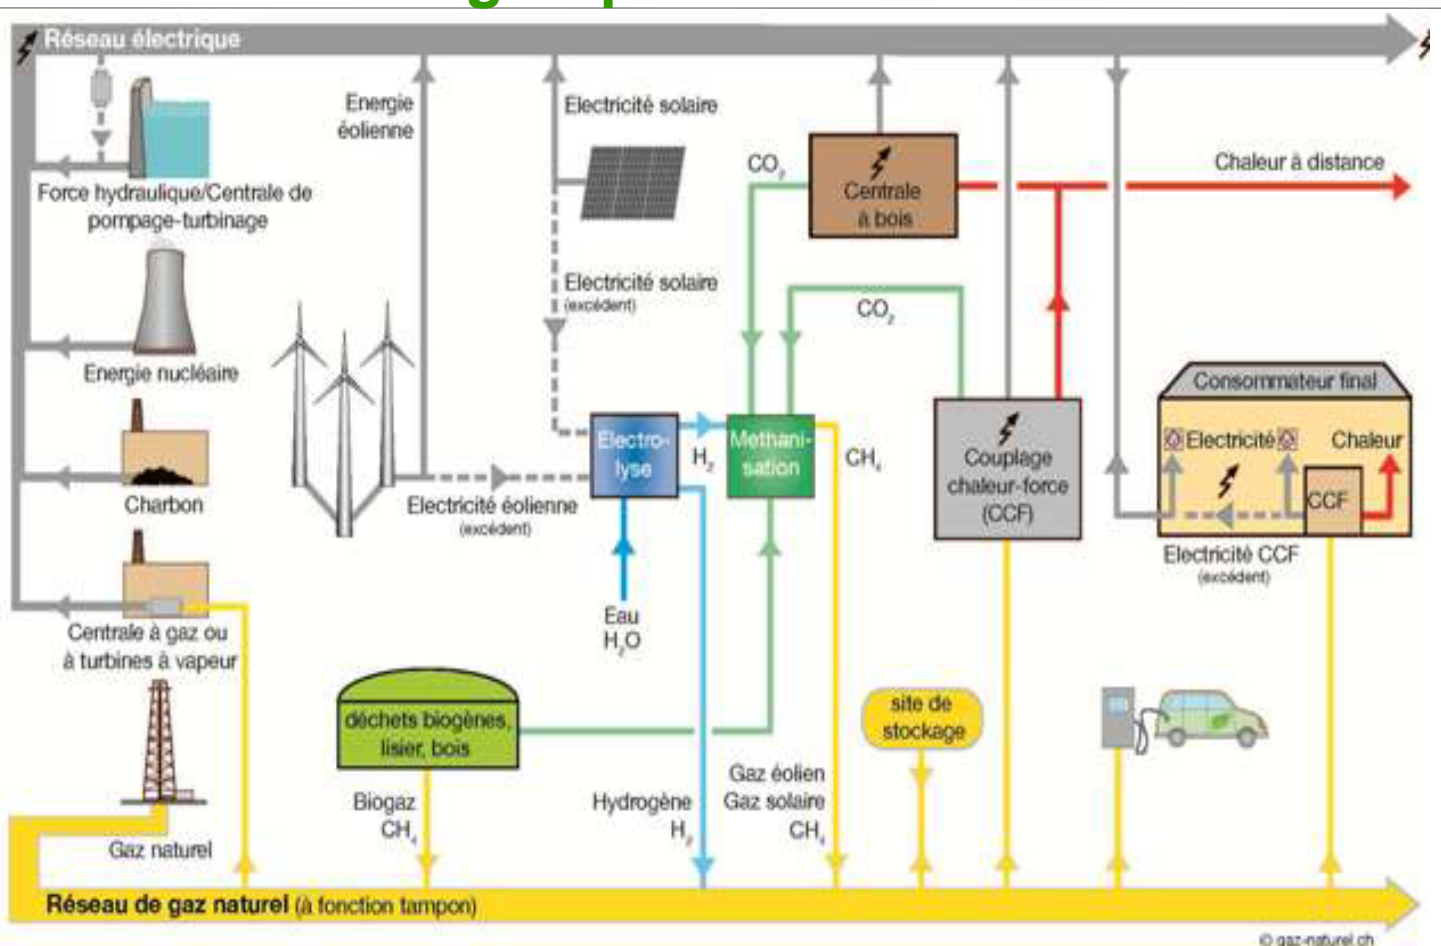 Réseau électrique
Force hydraulique/Centrale de
pompage-turbinage
Energie nucléaire
Charbon
Centrale à gaz ou
à turbines à vapeur
Gaz naturel
Energie
éolienne
Electricité solaire
Electricité solaire
(excédent)
Electricité éolienne
(excédent)
Electro-
lyse
H₂
Methani-
sation
CH₄
Eau
H₂O
CO₂
CO₂
Centrale
à bois
Chaleur à distance
Couplage
chaleur-force
(CCF)
Consommateur final
Electricité
Chaleur
CCF
Electricité CCF
(excédent)
déchets biogènes,
lisier, bois
Biogaz
CH₄
Hydrogène
H₂
Gaz éolien
Gaz solaire
CH₄
site de
stockage
Réseau de gaz naturel (à fonction tampon)
© gaz-naturel.ch